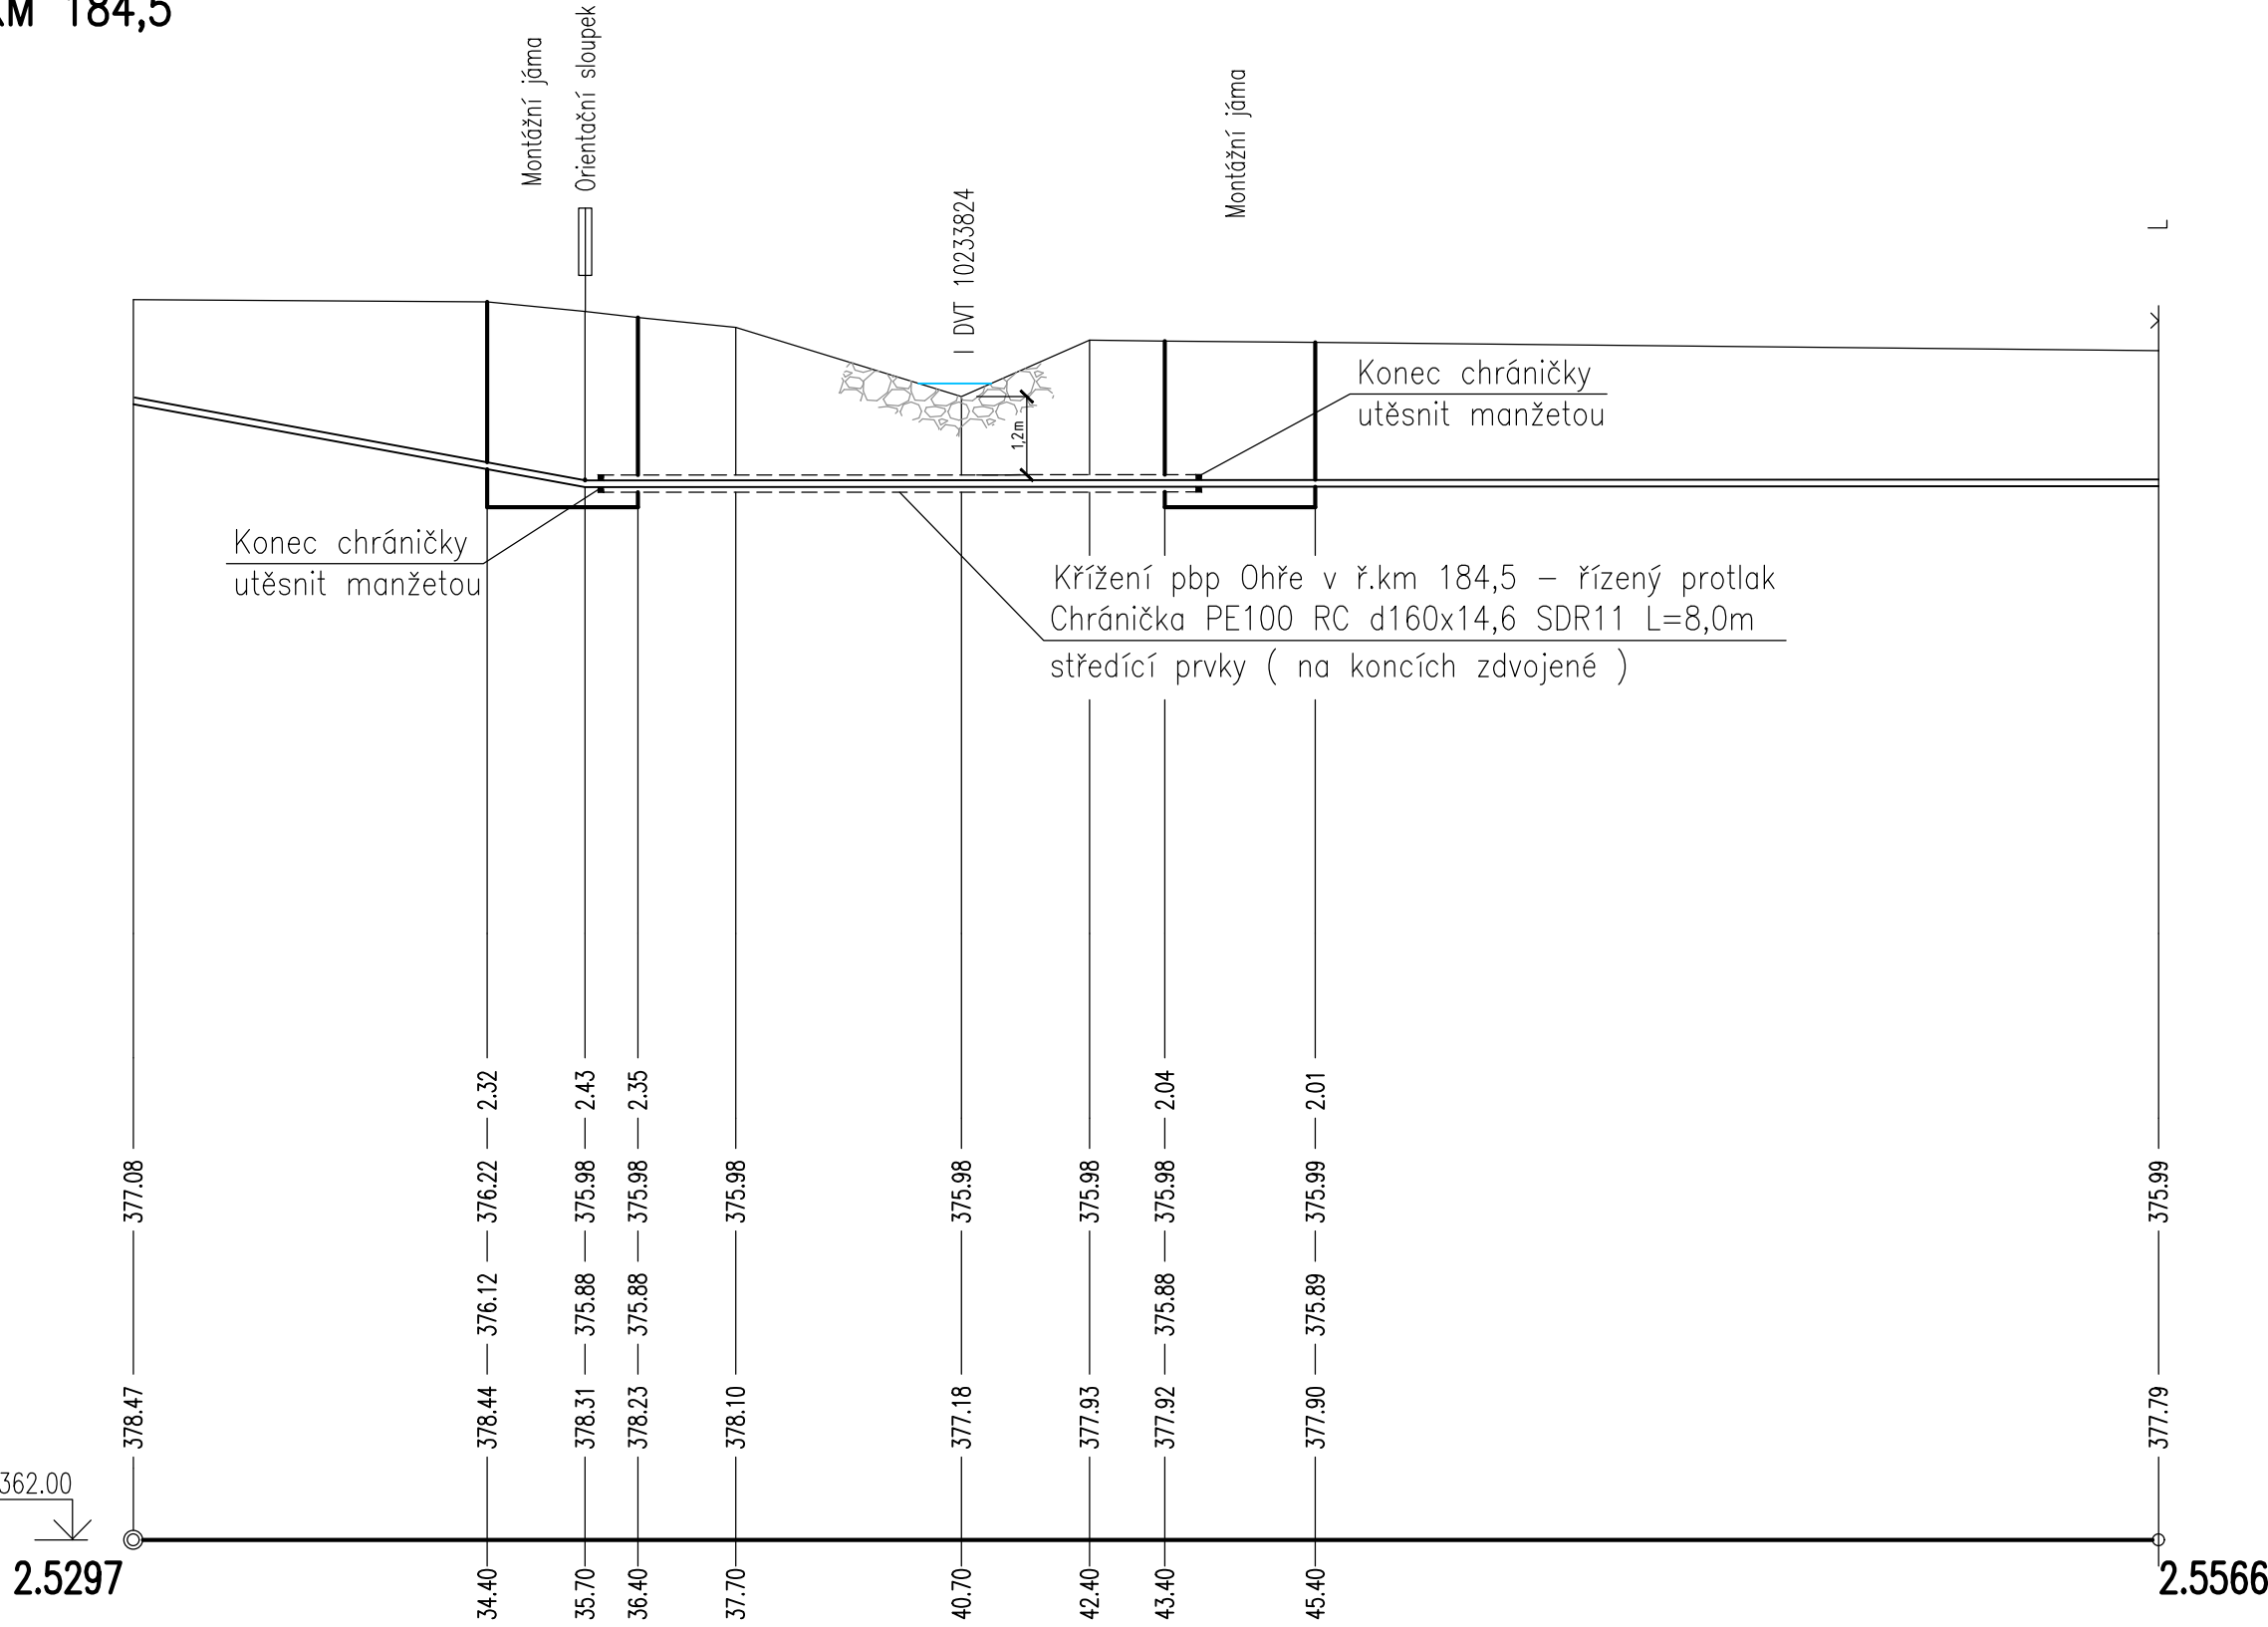 KM 184,5
Montážní jáma
Orientační sloupek
I DVT 10233824
Montážní jáma
Konec chráničky
utěsnit manžetou
1,2m
Konec chráničky
utěsnit manžetou
Křížení pbp Ohře v ř.km 184,5 – řízený protlak
Chránička PE100 RC d160x14,6 SDR11 L=8,0m
středící prvky ( na koncích zdvojené )
2.32 2.43 2.35 2.04 2.01
377.08 376.22 375.98 375.98 375.98 375.98 375.98 375.98 375.99 375.99
376.12 375.88 375.88 375.88 375.89
378.47 378.44 378.31 378.23 378.10 377.18 377.93 377.92 377.90 377.79
362.00
2.5297 34.40 35.70 36.40 37.70 40.70 42.40 43.40 45.40 2.5566